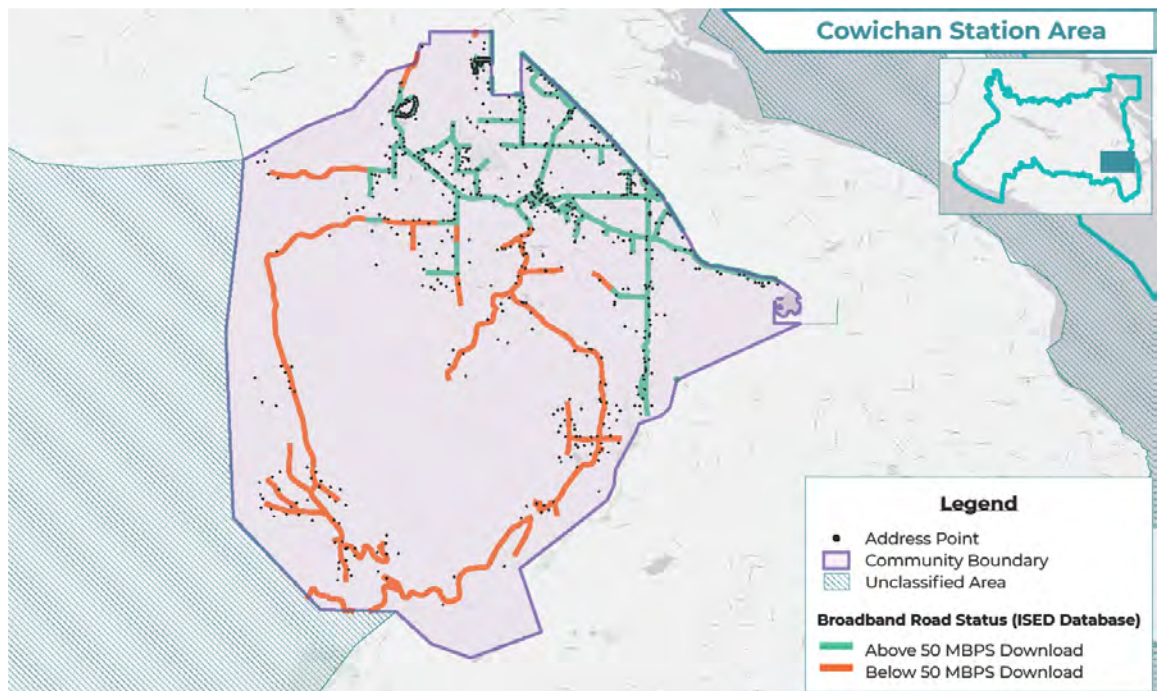 Cowichan Station Area
Legend
Address Point
Community Boundary
Unclassified Area
Broadband Road Status (ISED Database)
Above 50 MBPS Download
Below 50 MBPS Download